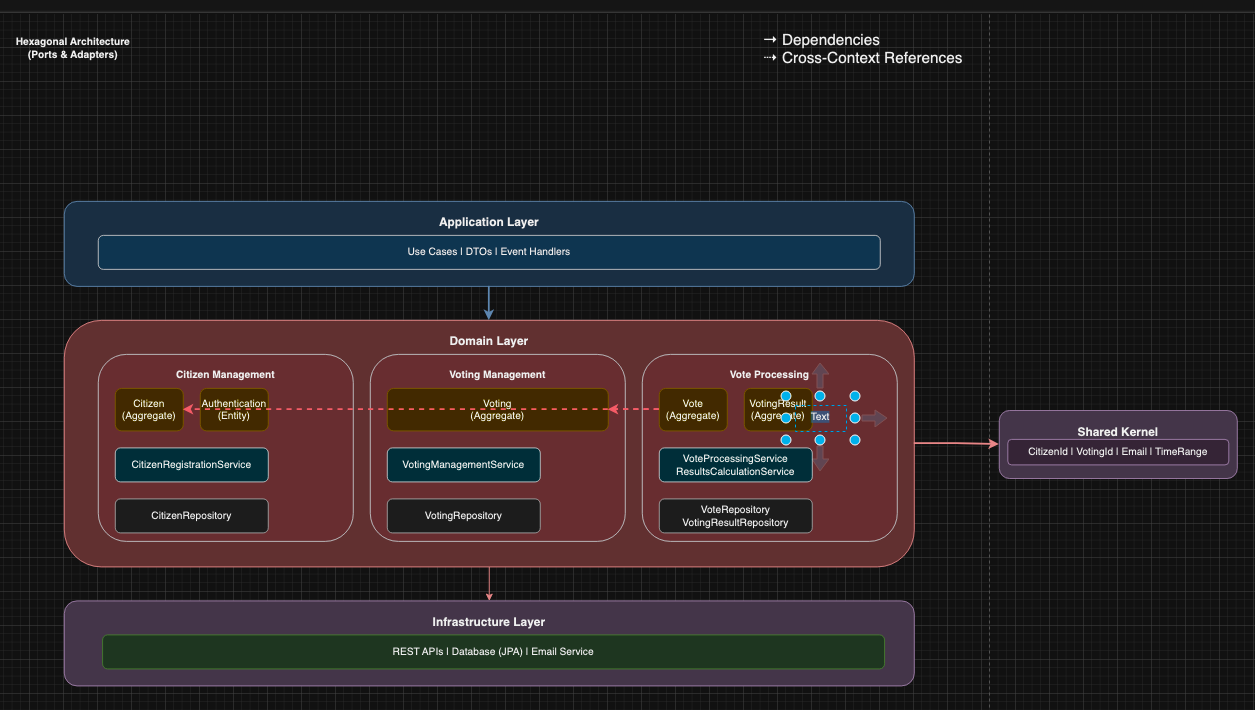 Hexagonal Architecture
(Ports & Adapters)
→ Dependencies
⇢ Cross-Context References
Application Layer
Use Cases | DTOs | Event Handlers
Domain Layer
Citizen Management
Citizen
(Aggregate)
Authentication
(Entity)
CitizenRegistrationService
CitizenRepository
Voting Management
Voting
(Aggregate)
VotingManagementService
VotingRepository
Vote Processing
Vote
(Aggregate)
VotingResult
(Aggregate)
Text
VoteProcessingService
ResultsCalculationService
VoteRepository
VotingResultRepository
Shared Kernel
CitizenId | VotingId | Email | TimeRange
Infrastructure Layer
REST APIs | Database (JPA) | Email Service